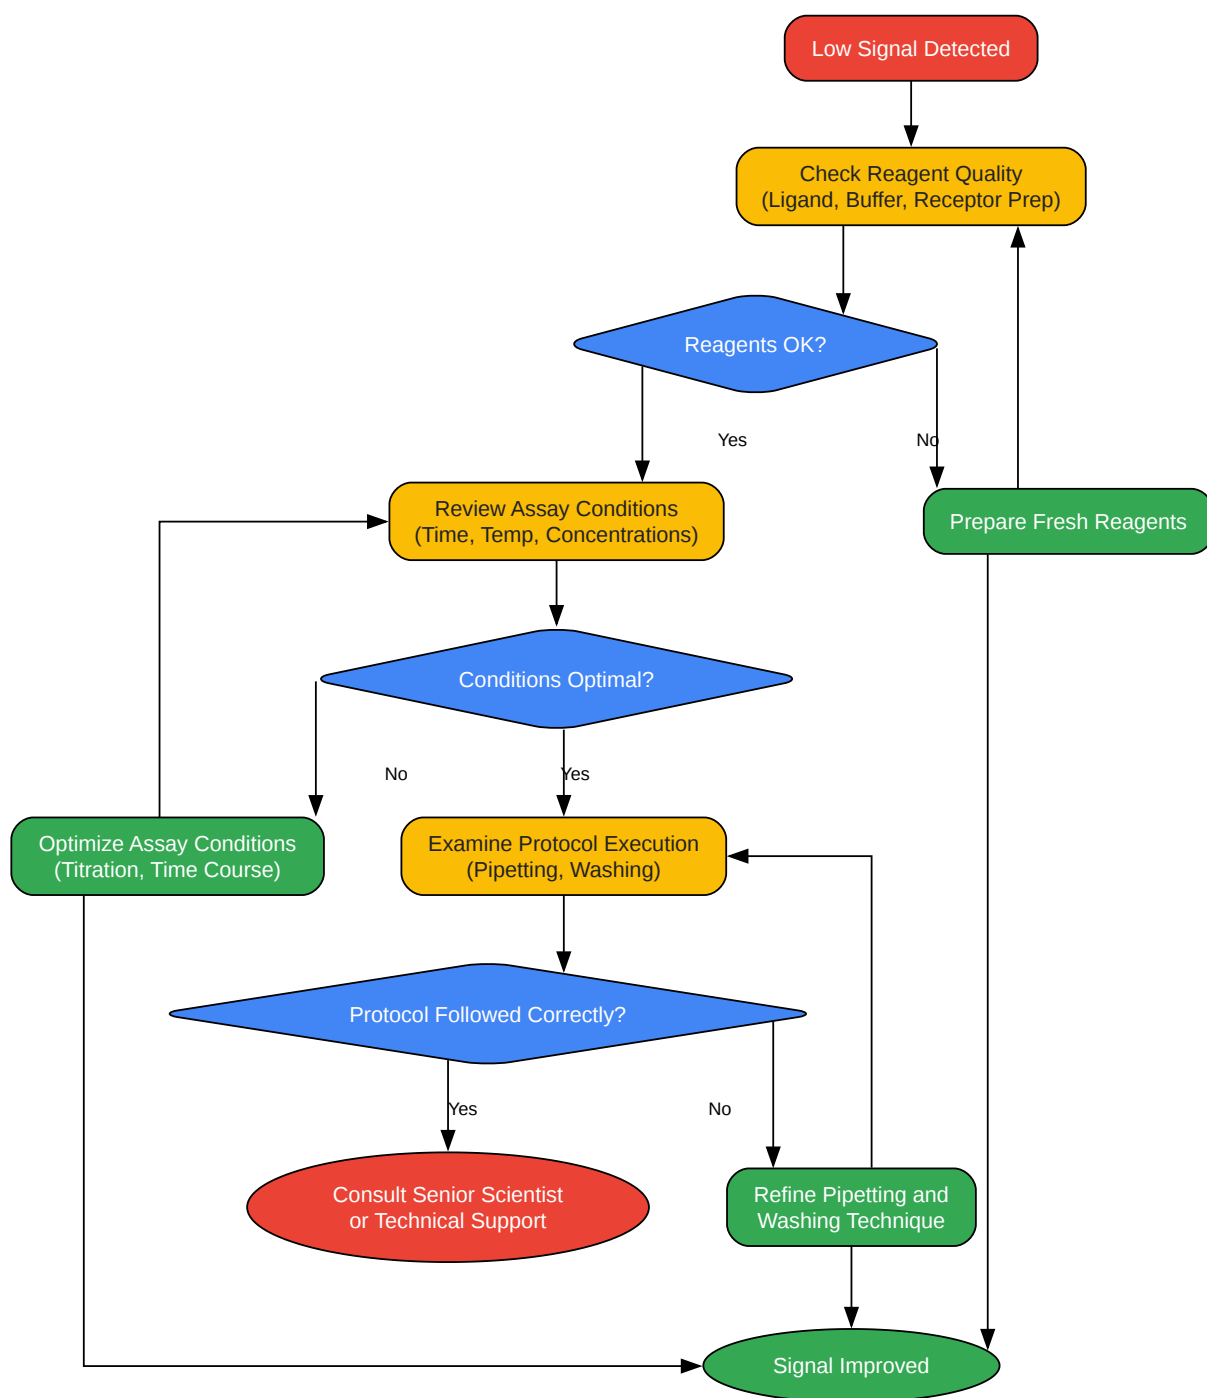 Low Signal Detected
Check Reagent Quality
(Ligand, Buffer, Receptor Prep)
Reagents OK?
Yes
No
Review Assay Conditions
(Time, Temp, Concentrations)
Prepare Fresh Reagents
Conditions Optimal?
No
Yes
Optimize Assay Conditions
(Titration, Time Course)
Examine Protocol Execution
(Pipetting, Washing)
Protocol Followed Correctly?
Yes
No
Consult Senior Scientist
or Technical Support
Refine Pipetting and
Washing Technique
Signal Improved